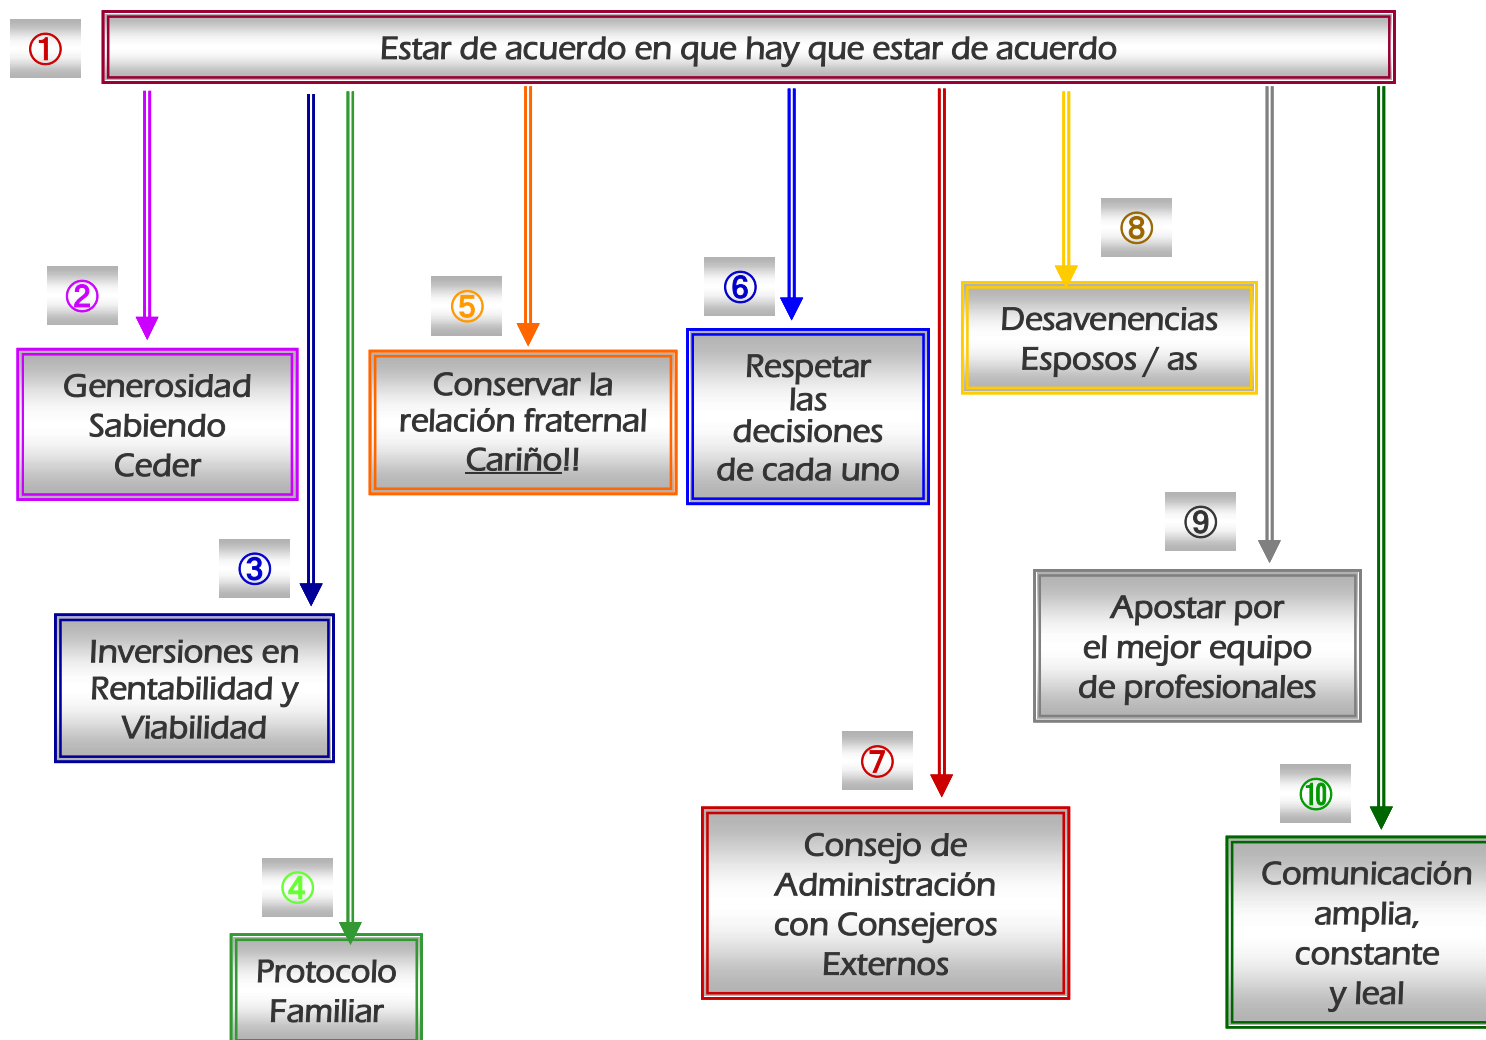 ①
Estar de acuerdo en que hay que estar de acuerdo
②
Generosidad
Sabiendo
Ceder
③
Inversiones en
Rentabilidad y
Viabilidad
④
Protocolo
Familiar
⑤
Conservar la
relación fraternal
Cariño!!
⑥
Respetar
las
decisiones
de cada uno
⑦
Consejo de
Administración
con Consejeros
Externos
⑧
Desavenencias
Esposos / as
⑨
Apostar por
el mejor equipo
de profesionales
⑩
Comunicación
amplia,
constante
y leal